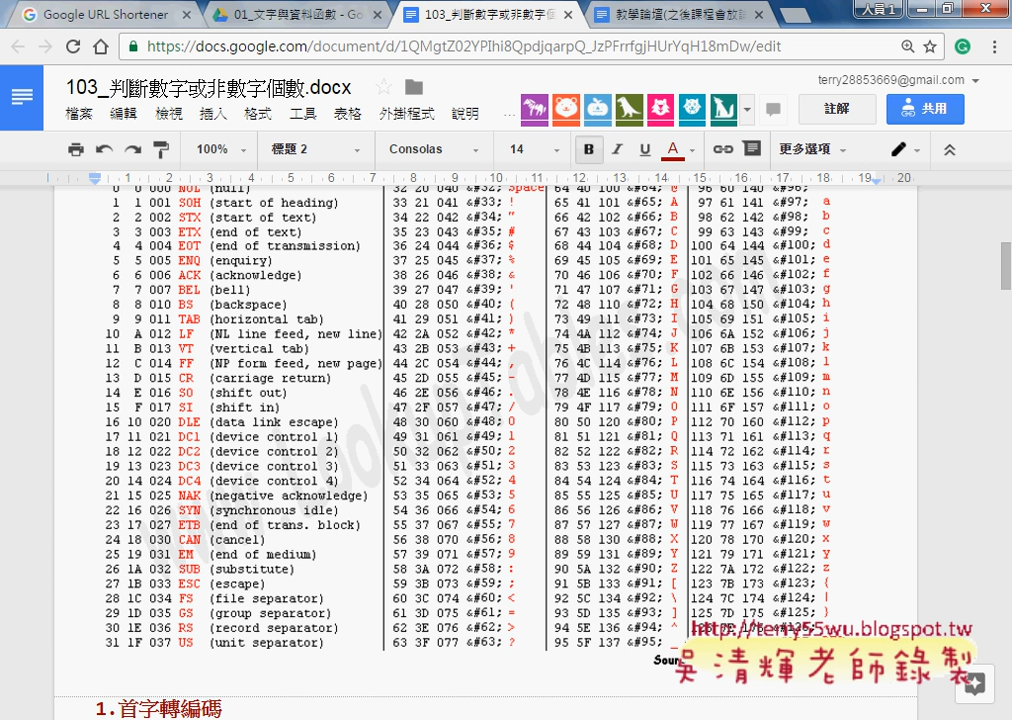 Google URL Shortener
01_文字與資料函數 - Go
103_判斷數字或非數字個
教學論壇(之後課程會放論
人員 1
https://docs.google.com/document/d/1QMgtZ02YPIhi8QpdjqarpQ_JzPFrrfgjHUrYqH18mDw/edit
103_判斷數字或非數字個數.docx
terry28853669@gmail.com
檔案 編輯 檢視 插入 格式 工具 表格 外掛程式 說明 ...
註解
共用
100% 標題 2 Consolas 14 B I U A 更多選項
1 1 2 3 4 5 6 7 8 9 10 11 12 13 14 15 16 17 18 19 20
0 0 000 NUL (null) 32 20 040 &#32; Space 64 40 100 &#64; @ 96 60 140 &#96;
1 1 001 SOH (start of heading) 33 21 041 &#33; ! 65 41 101 &#65; A 97 61 141 &#97; a
2 2 002 STX (start of text) 34 22 042 &#34; " 66 42 102 &#66; B 98 62 142 &#98; b
3 3 003 ETX (end of text) 35 23 043 &#35; # 67 43 103 &#67; C 99 63 143 &#99; c
4 4 004 EOT (end of transmission) 36 24 044 &#36; $ 68 44 104 &#68; D 100 64 144 &#100; d
5 5 005 ENQ (enquiry) 37 25 045 &#37; % 69 45 105 &#69; E 101 65 145 &#101; e
6 6 006 ACK (acknowledge) 38 26 046 &#38; & 70 46 106 &#70; F 102 66 146 &#102; f
7 7 007 BEL (bell) 39 27 047 &#39; ' 71 47 107 &#71; G 103 67 147 &#103; g
8 8 010 BS (backspace) 40 28 050 &#40; ( 72 48 110 &#72; H 104 68 150 &#104; h
9 9 011 TAB (horizontal tab) 41 29 051 &#41; ) 73 49 111 &#73; I 105 69 151 &#105; i
10 A 012 LF (NL line feed, new line) 42 2A 052 &#42; * 74 4A 112 &#74; J 106 6A 152 &#106; j
11 B 013 VT (vertical tab) 43 2B 053 &#43; + 75 4B 113 &#75; K 107 6B 153 &#107; k
12 C 014 FF (NP form feed, new page) 44 2C 054 &#44; , 76 4C 114 &#76; L 108 6C 154 &#108; l
13 D 015 CR (carriage return) 45 2D 055 &#45; - 77 4D 115 &#77; M 109 6D 155 &#109; m
14 E 016 SO (shift out) 46 2E 056 &#46; . 78 4E 116 &#78; N 110 6E 156 &#110; n
15 F 017 SI (shift in) 47 2F 057 &#47; / 79 4F 117 &#79; O 111 6F 157 &#111; o
16 10 020 DLE (data link escape) 48 30 060 &#48; 0 80 50 120 &#80; P 112 70 160 &#112; p
17 11 021 DC1 (device control 1) 49 31 061 &#49; 1 81 51 121 &#81; Q 113 71 161 &#113; q
18 12 022 DC2 (device control 2) 50 32 062 &#50; 2 82 52 122 &#82; R 114 72 162 &#114; r
19 13 023 DC3 (device control 3) 51 33 063 &#51; 3 83 53 123 &#83; S 115 73 163 &#115; s
20 14 024 DC4 (device control 4) 52 34 064 &#52; 4 84 54 124 &#84; T 116 74 164 &#116; t
21 15 025 NAK (negative acknowledge) 53 35 065 &#53; 5 85 55 125 &#85; U 117 75 165 &#117; u
22 16 026 SYN (synchronous idle) 54 36 066 &#54; 6 86 56 126 &#86; V 118 76 166 &#118; v
23 17 027 ETB (end of trans. block) 55 37 067 &#55; 7 87 57 127 &#87; W 119 77 167 &#119; w
24 18 030 CAN (cancel) 56 38 070 &#56; 8 88 58 130 &#88; X 120 78 170 &#120; x
25 19 031 EM (end of medium) 57 39 071 &#57; 9 89 59 131 &#89; Y 121 79 171 &#121; y
26 1A 032 SUB (substitute) 58 3A 072 &#58; : 90 5A 132 &#90; Z 122 7A 172 &#122; z
27 1B 033 ESC (escape) 59 3B 073 &#59; ; 91 5B 133 &#91; [ 123 7B 173 &#123; {
28 1C 034 FS (file separator) 60 3C 074 &#60; < 92 5C 134 &#92; \ 124 7C 174 &#124; |
29 1D 035 GS (group separator) 61 3D 075 &#61; = 93 5D 135 &#93; ] 125 7D 175 &#125; }
30 1E 036 RS (record separator) 62 3E 076 &#62; > 94 5E 136 &#94; ^
31 1F 037 US (unit separator) 63 3F 077 &#63; ? 95 5F 137 &#95; _
http://terry55wu.blogspot.tw
吳清輝老師錄製
1.首字轉編碼